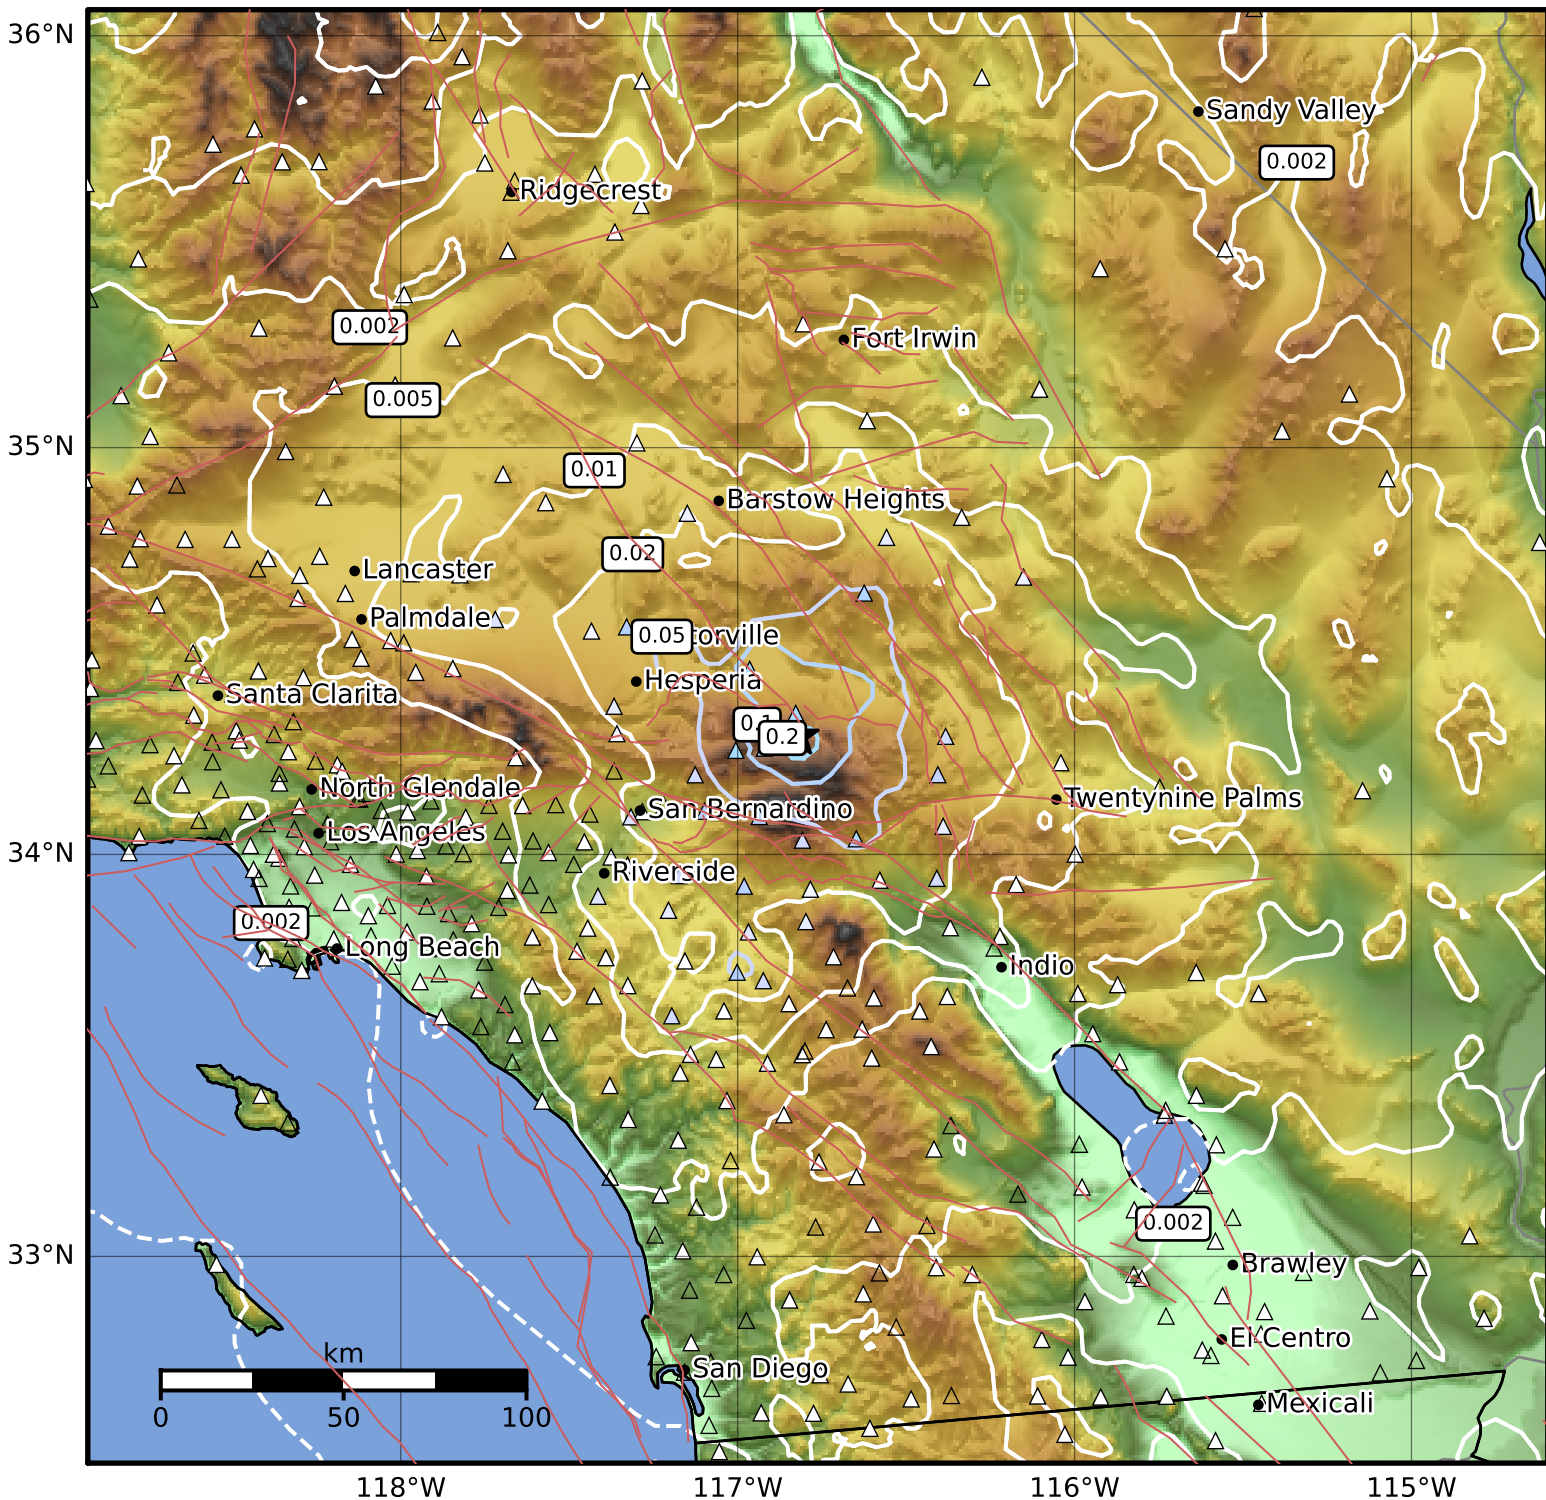 36°N
Sandy Valley
0.002
Ridgecrest
0.002
Fort Irwin
0.005
35°N
0.01
Barstow Heights
0.02
Lancaster
Palmdale
0.05
torville
Hesperia
Santa Clarita
0.1
0.2
North Glendale
San Bernardino
Twentynine Palms
Los Angeles
34°N
Riverside
0.002
Long Beach
Indio
0.002
33°N
Brawley
El Centro
km
San Diego
Mexicali
0 50 100
118°W 117°W 116°W 115°W